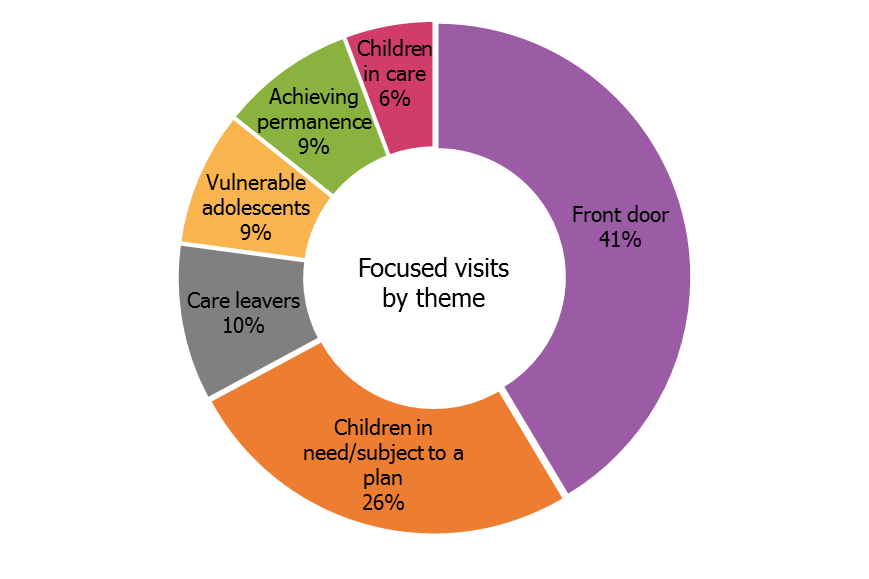 Children
in care
6%
Achieving
permanence
9%
Vulnerable
adolescents
9%
Front door
41%
Focused visits
by theme
Care leavers
10%
Children in
need/subject to a
plan
26%